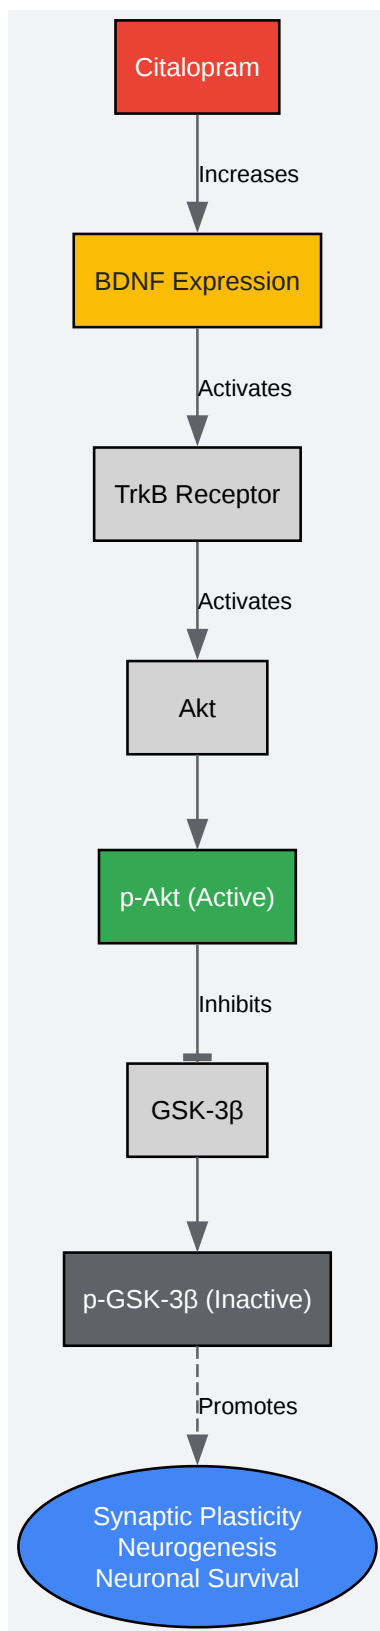 Citalopram
Increases
BDNF Expression
Activates
TrkB Receptor
Activates
Akt
p-Akt (Active)
Inhibits
GSK-3β
p-GSK-3β (Inactive)
Promotes
Synaptic Plasticity
Neurogenesis
Neuronal Survival